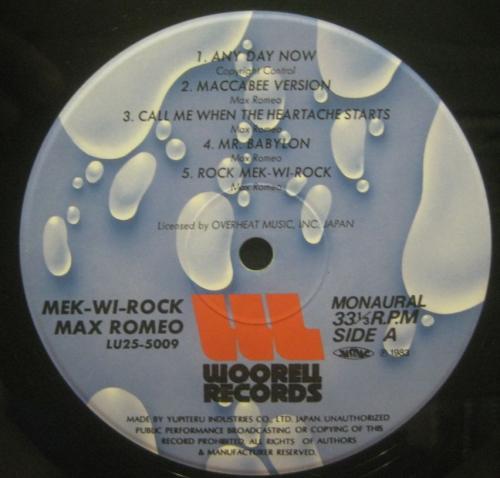 1. ANY DAY NOW
Copyright Control
2. MACCABEE VERSION
Max Romeo
3. CALL ME WHEN THE HEARTACHE STARTS
Max Romeo
4. MR. BABYLON
Max Romeo
5. ROCK MEK-WI-ROCK
Max Romeo
Licensed by OVERHEAT MUSIC, INC. JAPAN
MEK-WI-ROCK
MAX ROMEO
LU25-5009
MONAURAL
33⅓ R.P.M
SIDE A
℗ 1983
WOORELL
RECORDS
MADE BY YUPITERU INDUSTRIES CO., LTD. JAPAN. UNAUTHORIZED
PUBLIC PERFORMANCE BROADCASTING OR COPYING OF THIS
RECORD PROHIBITED. ALL RIGHTS OF AUTHORS
& MANUFACTURER RESERVED.